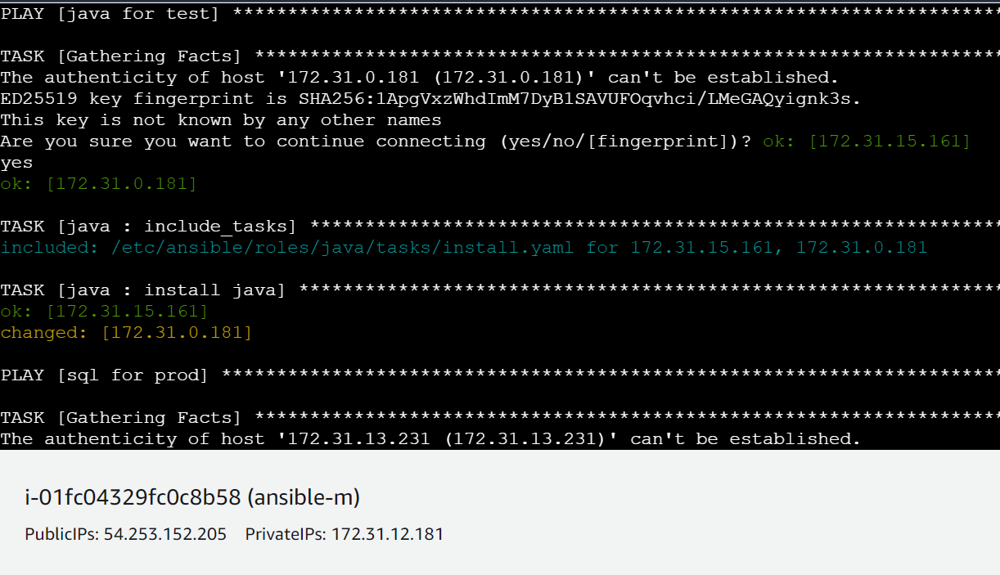 PLAY [java for test] **********************************************************************
TASK [Gathering Facts] ********************************************************************
The authenticity of host '172.31.0.181 (172.31.0.181)' can't be established.
ED25519 key fingerprint is SHA256:lApgVxzWhdImM7DyB1SAVUFOqvhci/LMeGAQyignk3s.
This key is not known by any other names
Are you sure you want to continue connecting (yes/no/[fingerprint])? ok: [172.31.15.161]
yes
ok: [172.31.0.181]
TASK [java : include_tasks] ***************************************************************
included: /etc/ansible/roles/java/tasks/install.yaml for 172.31.15.161, 172.31.0.181
TASK [java : install java] ****************************************************************
ok: [172.31.15.161]
changed: [172.31.0.181]
PLAY [sql for prod] ***********************************************************************
TASK [Gathering Facts] ********************************************************************
The authenticity of host '172.31.13.231 (172.31.13.231)' can't be established.
i-01fc04329fc0c8b58 (ansible-m)
PublicIPs: 54.253.152.205 PrivateIPs: 172.31.12.181